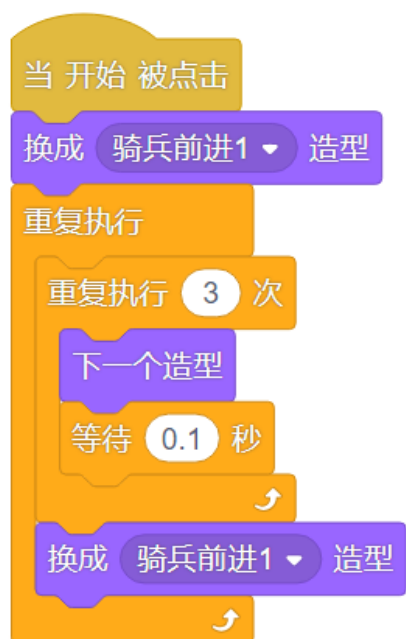 当 开始 被点击
换成 骑兵前进1 造型
重复执行
重复执行 3 次
下一个造型
等待 0.1 秒
换成 骑兵前进1 造型